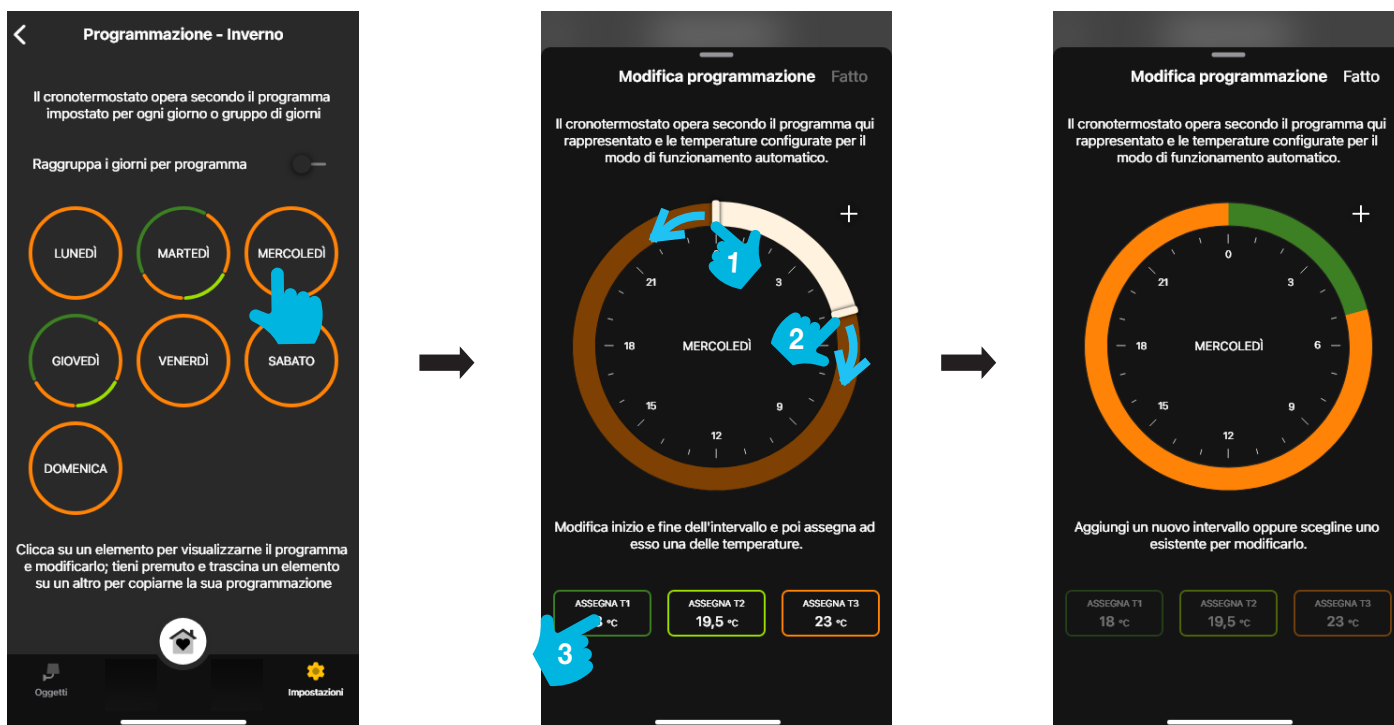 Programmazione - Inverno
Il cronotermostato opera secondo il programma
impostato per ogni giorno o gruppo di giorni
Raggruppa i giorni per programma
LUNEDÌ
MARTEDÌ
MERCOLEDÌ
GIOVEDÌ
VENERDÌ
SABATO
DOMENICA
Clicca su un elemento per visualizzarne il programma
e modificarlo; tieni premuto e trascina un elemento
su un altro per copiarne la sua programmazione
Oggetti
Impostazioni
Modifica programmazione Fatto
Il cronotermostato opera secondo il programma qui
rappresentato e le temperature configurate per il
modo di funzionamento automatico.
+
1
21
3
2
18
MERCOLEDÌ
15
9
12
Modifica inizio e fine dell'intervallo e poi assegna ad
esso una delle temperature.
ASSEGNA T1
°C
ASSEGNA T2
19,5 °C
ASSEGNA T3
23 °C
3
Modifica programmazione Fatto
Il cronotermostato opera secondo il programma qui
rappresentato e le temperature configurate per il
modo di funzionamento automatico.
+
0
21
3
18
MERCOLEDÌ
6
15
9
12
Aggiungi un nuovo intervallo oppure scegline uno
esistente per modificarlo.
ASSEGNA T1
18 °C
ASSEGNA T2
19,5 °C
ASSEGNA T3
23 °C